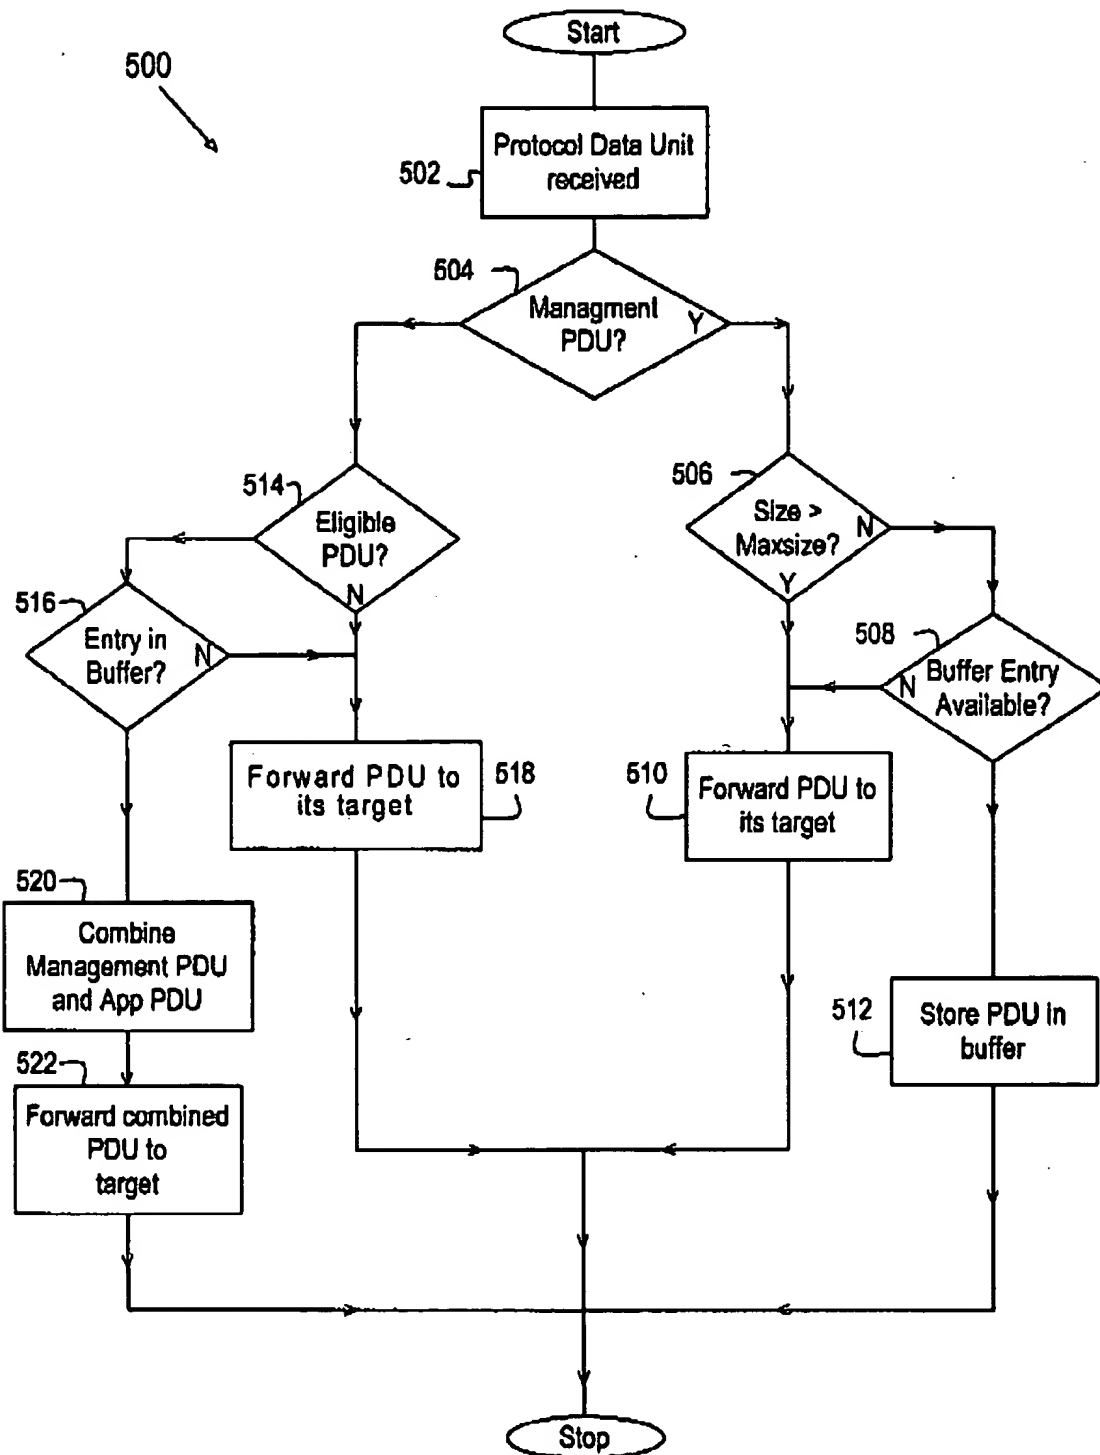 Start
500
Protocol Data Unit
received
502
504
Managment
PDU?
Y
514
Eligible
PDU?
N
506
Size >
Maxsize?
N
Y
516
Entry in
Buffer?
N
508
Buffer Entry
Available?
N
Forward PDU to
its target
518
510
Forward PDU to
its target
520
Combine
Management PDU
and App PDU
512
Store PDU in
buffer
522
Forward combined
PDU to
target
Stop